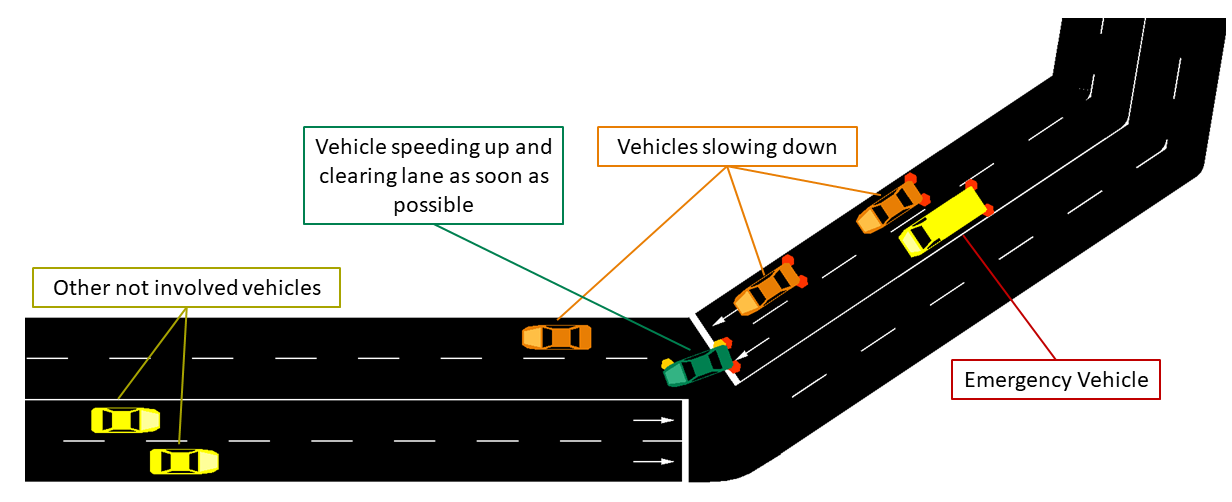 Vehicle speeding up and
clearing lane as soon as
possible
Vehicles slowing down
Other not involved vehicles
Emergency Vehicle